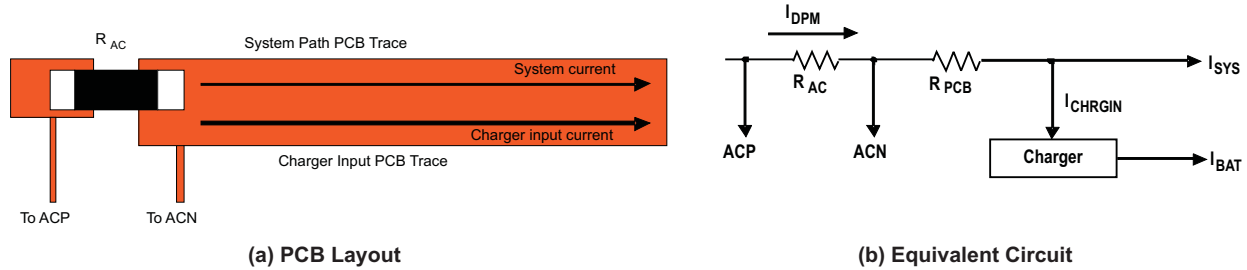 R AC
System Path PCB Trace
System current
Charger input current
Charger Input PCB Trace
To ACP
To ACN
(a) PCB Layout
I DPM
R AC
R PCB
I SYS
I CHRGIN
ACP
ACN
Charger
I BAT
(b) Equivalent Circuit